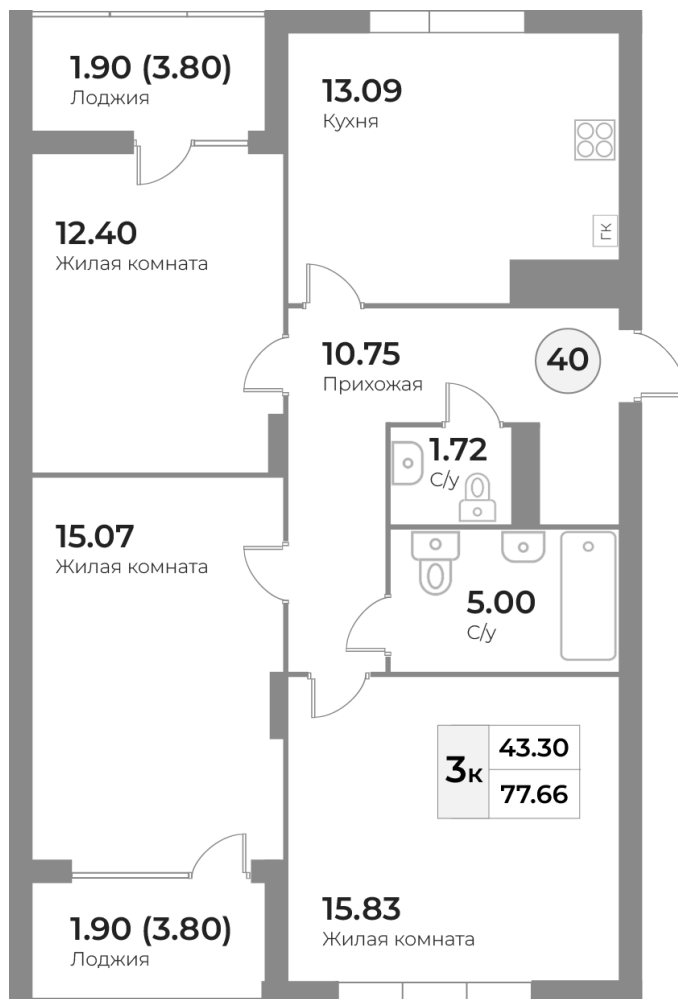 1.90 (3.80)
Лоджия
13.09
Кухня
ГК
12.40
Жилая комната
10.75
Прихожая
40
1.72
С/у
15.07
Жилая комната
5.00
С/у
3к
43.30
77.66
15.83
Жилая комната
1.90 (3.80)
Лоджия